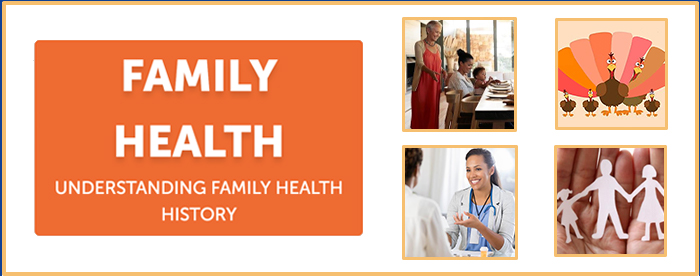 FAMILY
HEALTH
UNDERSTANDING FAMILY HEALTH
HISTORY